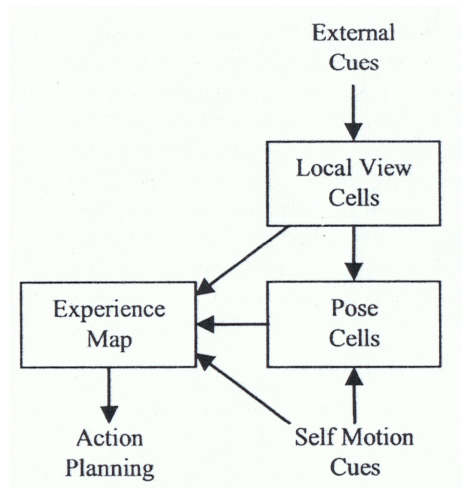 External
Cues
Local View
Cells
Experience
Map
Pose
Cells
Action
Planning
Self Motion
Cues